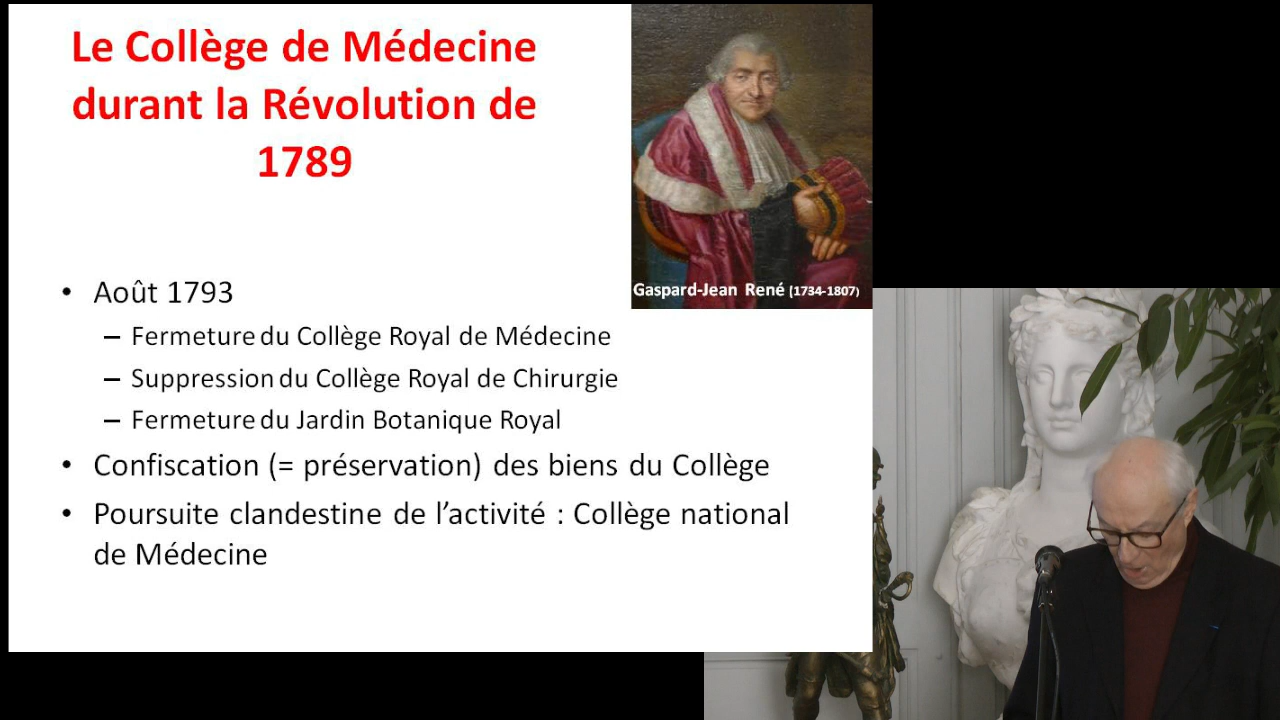 Le Collège de Médecine
durant la Révolution de
1789
Gaspard-Jean René (1734-1807)
• Août 1793
– Fermeture du Collège Royal de Médecine
– Suppression du Collège Royal de Chirurgie
– Fermeture du Jardin Botanique Royal
• Confiscation (= préservation) des biens du Collège
• Poursuite clandestine de l’activité : Collège national
de Médecine